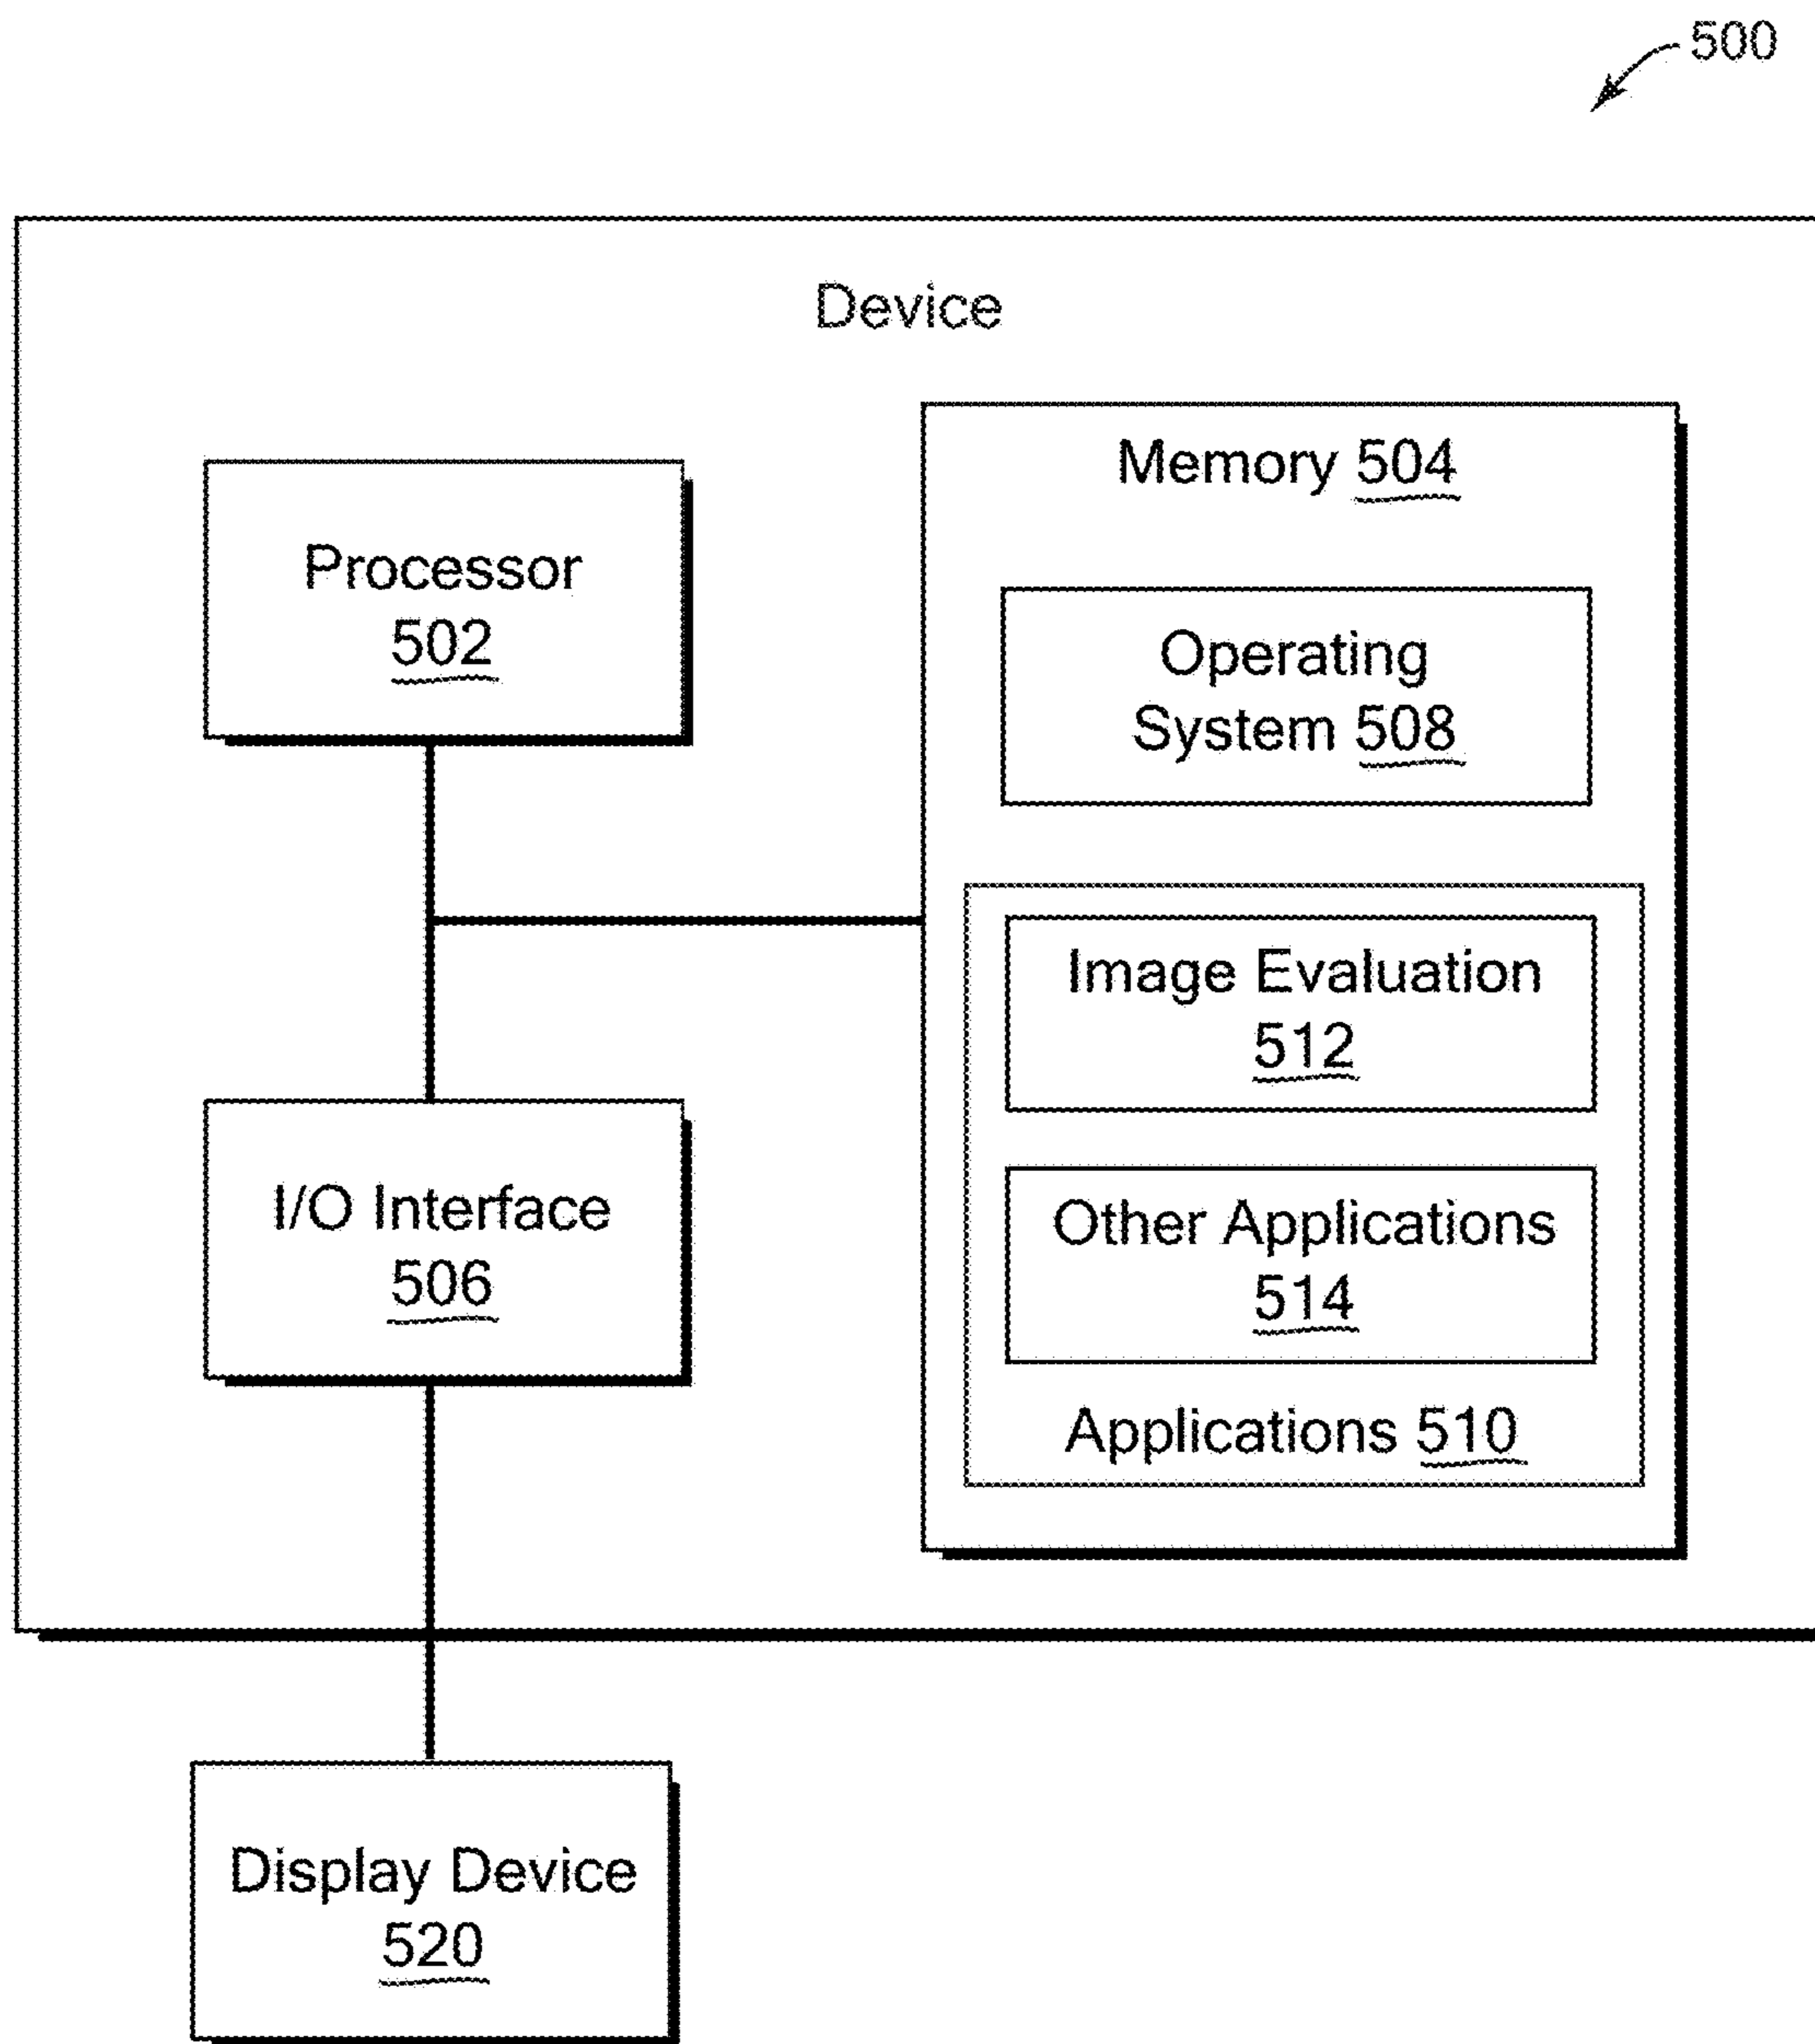 500
Device
Processor
502
Memory 504
Operating
System 508
Image Evaluation
512
Other Applications
514
Applications 510
I/O Interface
506
Display Device
520